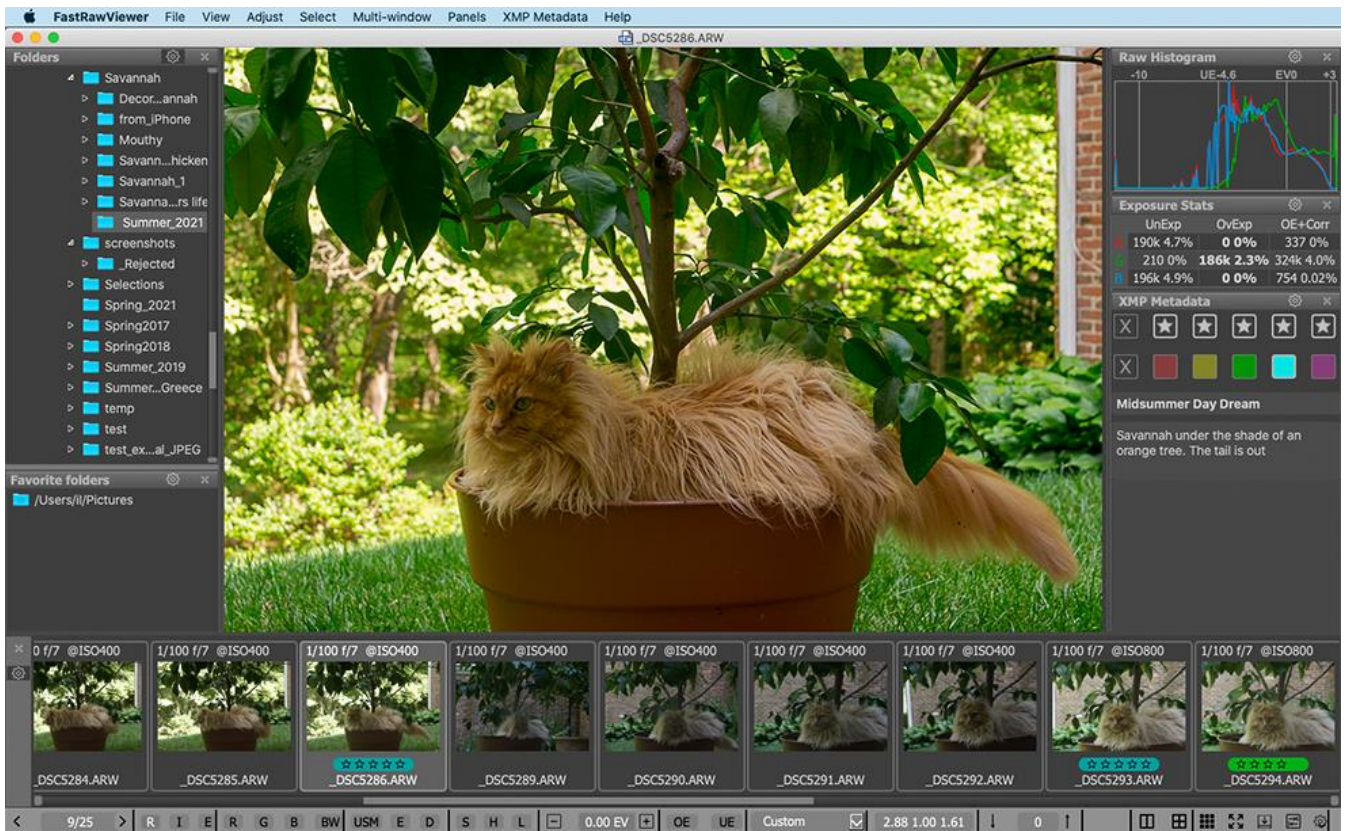 FastRawViewer File View Adjust Select Multi-window Panels XMP Metadata Help
_DSC5286.ARW
Folders
Savannah
Decor...annah
from_iPhone
Mouthy
Savann...hicken
Savannah_1
Savanna...rs life
Summer_2021
screenshots
_Rejected
Selections
Spring_2021
Spring2017
Spring2018
Summer_2019
Summer...Greece
temp
test
test_ex...al_JPEG
Favorite folders
/Users/il/Pictures
Raw Histogram
-10 UE-4.6 EV0 +3
Exposure Stats
UnExp OvExp OE+Corr
R 190k 4.7% 0 0% 337 0%
G 210 0% 186k 2.3% 324k 4.0%
B 196k 4.9% 0 0% 754 0.02%
XMP Metadata
X
X
Midsummer Day Dream
Savannah under the shade of an
orange tree. The tail is out
0 f/7 @ISO400 1/100 f/7 @ISO400 1/100 f/7 @ISO400 1/100 f/7 @ISO400 1/100 f/7 @ISO400 1/100 f/7 @ISO400 1/100 f/7 @ISO400 1/100 f/7 @ISO800 1/100 f/7 @ISO800
_DSC5284.ARW _DSC5285.ARW _DSC5286.ARW _DSC5289.ARW _DSC5290.ARW _DSC5291.ARW _DSC5292.ARW _DSC5293.ARW _DSC5294.ARW
9/25 R I E R G B BW USM E D S H L 0.00 EV OE UE Custom 2.88 1.00 1.61 0